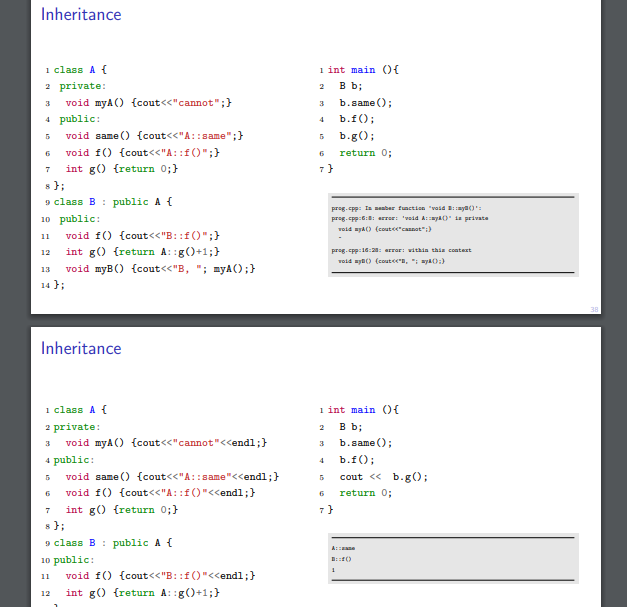 Inheritance
1 class A {
2 private:
3 void myA() {cout<<"cannot";}
4 public:
5 void same() {cout<<"A::same";}
6 void f() {cout<<"A::f()";}
7 int g() {return 0;}
8 };
9 class B : public A {
10 public:
11 void f() {cout<<"B::f()";}
12 int g() {return A::g()+1;}
13 void myB() {cout<<"B, "; myA();}
14 };
1 int main (){
2 B b;
3 b.same();
4 b.f();
5 b.g();
6 return 0;
7 }
prog.cpp: In member function 'void B::myB()':
prog.cpp:6:8: error: 'void A::myA()' is private
void myA() {cout<<"cannot";}
^
prog.cpp:16:28: error: within this context
void myB() {cout<<"B, "; myA();}
38
Inheritance
1 class A {
2 private:
3 void myA() {cout<<"cannot"<<endl;}
4 public:
5 void same() {cout<<"A::same"<<endl;}
6 void f() {cout<<"A::f()"<<endl;}
7 int g() {return 0;}
8 };
9 class B : public A {
10 public:
11 void f() {cout<<"B::f()"<<endl;}
12 int g() {return A::g()+1;}
1 int main (){
2 B b;
3 b.same();
4 b.f();
5 cout << b.g();
6 return 0;
7 }
A::same
B::f()
1